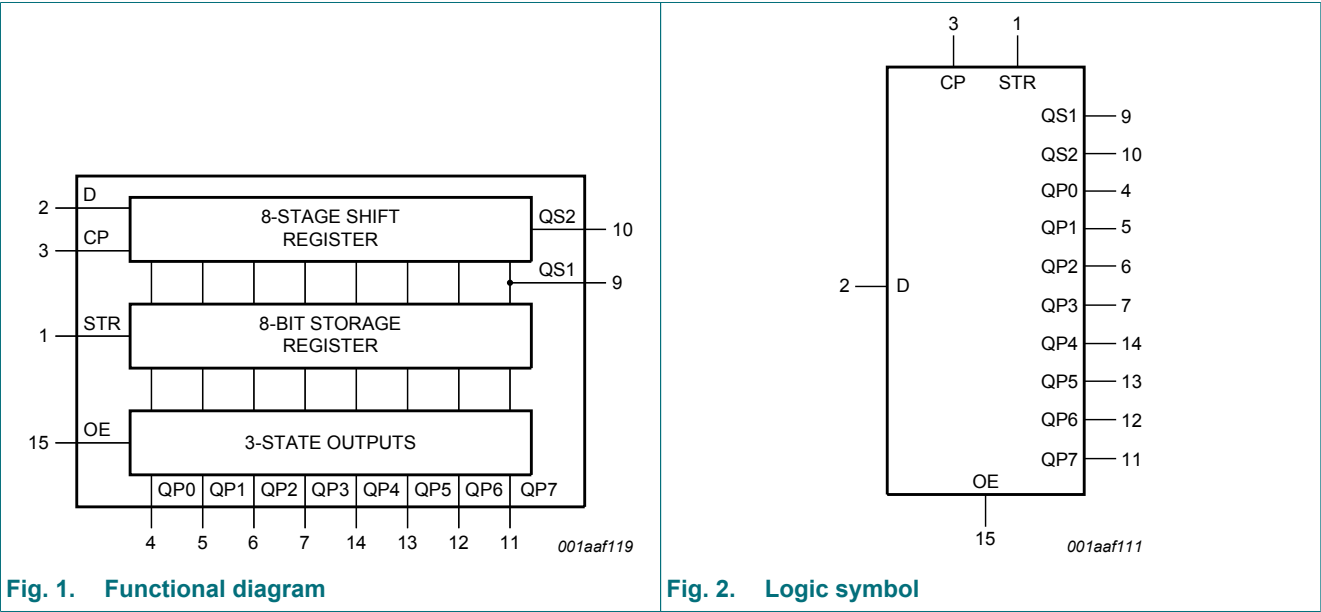 D
2
8-STAGE SHIFT
REGISTER
QS2
10
CP
3
QS1
9
STR
1
8-BIT STORAGE
REGISTER
OE
15
3-STATE OUTPUTS
QP0 QP1 QP2 QP3 QP4 QP5 QP6 QP7
4 5 6 7 14 13 12 11
001aaf119
Fig. 1. Functional diagram
3 1
CP STR
QS1 9
QS2 10
QP0 4
QP1 5
QP2 6
2 D
QP3 7
QP4 14
QP5 13
QP6 12
QP7 11
OE
15
001aaf111
Fig. 2. Logic symbol